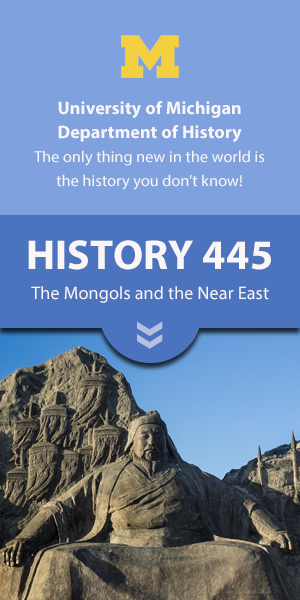 M
University of Michigan
Department of History
The only thing new in the world is
the history you don’t know!
HISTORY 445
The Mongols and the Near East